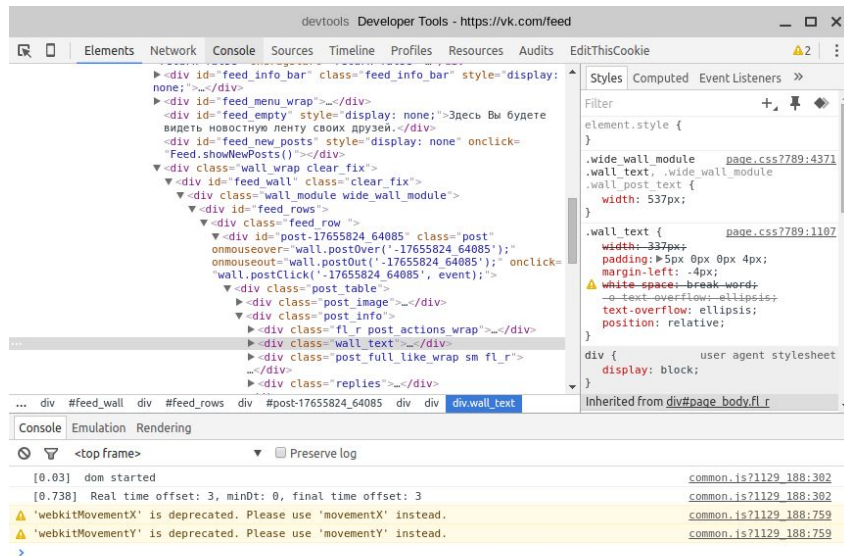 devtools Developer Tools - https://vk.com/feed
Elements Network Console Sources Timeline Profiles Resources Audits EditThisCookie 2
<div id="feed_info_bar" class="feed_info_bar" style="display:
none;">…</div>
<div id="feed_menu_wrap">…</div>
<div id="feed_empty" style="display: none;">Здесь Вы будете
видеть новостную ленту своих друзей.</div>
<div id="feed_new_posts" style="display: none" onclick=
"Feed.showNewPosts()"></div>
<div class="wall_wrap clear_fix">
<div id="feed_wall" class="clear_fix">
<div class="wall_module wide_wall_module">
<div id="feed_rows">
<div class="feed_row ">
<div id="post-17655824_64085" class="post"
onmouseover="wall.postOver('-17655824_64085');"
onmouseout="wall.postOut('-17655824_64085');" onclick=
"wall.postClick('-17655824_64085', event);">
<div class="post_table">
<div class="post_image">…</div>
<div class="post_info">
<div class="fl_r post_actions_wrap">…</div>
<div class="wall_text">…</div>
<div class="post_full_like_wrap sm fl_r">
…</div>
<div class="replies">…</div>
... div #feed_wall div #feed_rows div #post-17655824_64085 div div div.wall_text
Styles Computed Event Listeners »
Filter
element.style {
}
.wide_wall_module page.css?789:4371
.wall_text, .wide_wall_module
.wall_post_text {
width: 537px;
}
.wall_text { page.css?789:1107
width: 337px;
padding: 5px 0px 0px 4px;
margin-left: -4px;
white-space: break-word;
-o-text-overflow: ellipsis;
text-overflow: ellipsis;
position: relative;
}
div { user agent stylesheet
display: block;
}
Inherited from div#page_body.fl_r
Console Emulation Rendering
<top frame> Preserve log
[0.03] dom started common.js?1129_188:302
[0.738] Real time offset: 3, minDt: 0, final time offset: 3 common.js?1129_188:302
'webkitMovementX' is deprecated. Please use 'movementX' instead. common.js?1129_188:759
'webkitMovementY' is deprecated. Please use 'movementY' instead. common.js?1129_188:759